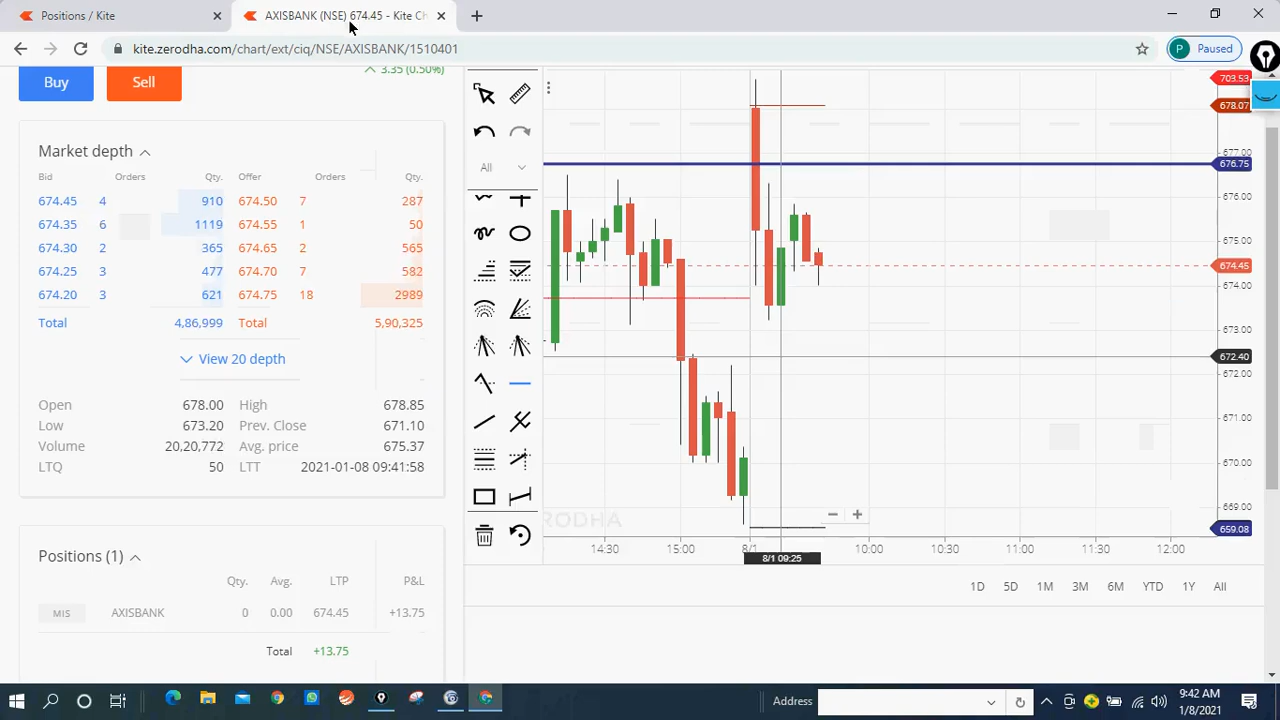 Positions / Kite
AXISBANK (NSE) 674.45 - Kite Ch
kite.zerodha.com/chart/ext/ciq/NSE/AXISBANK/1510401
P Paused
Buy Sell
3.35 (0.50%)
Market depth
Bid Orders Qty. Offer Orders Qty.
674.45 4 910 674.50 7 287
674.35 6 1119 674.55 1 50
674.30 2 365 674.65 2 565
674.25 3 477 674.70 7 582
674.20 3 621 674.75 18 2989
Total 4,86,999 Total 5,90,325
View 20 depth
Open 678.00 High 678.85
Low 673.20 Prev. Close 671.10
Volume 20,20,772 Avg. price 675.37
LTQ 50 LTT 2021-01-08 09:41:58
Positions (1)
Qty. Avg. LTP P&L
MIS AXISBANK 0 0.00 674.45 +13.75
Total +13.75
All
703.53
678.07
677.00
676.75
676.00
675.00
674.45
674.00
673.00
672.40
672.00
671.00
670.00
669.00
659.08
ZERODHA
14:30 15:00 8/1 10:00 10:30 11:00 11:30 12:00
8/1 09:25
1D 5D 1M 3M 6M YTD 1Y All
Address
9:42 AM
1/8/2021